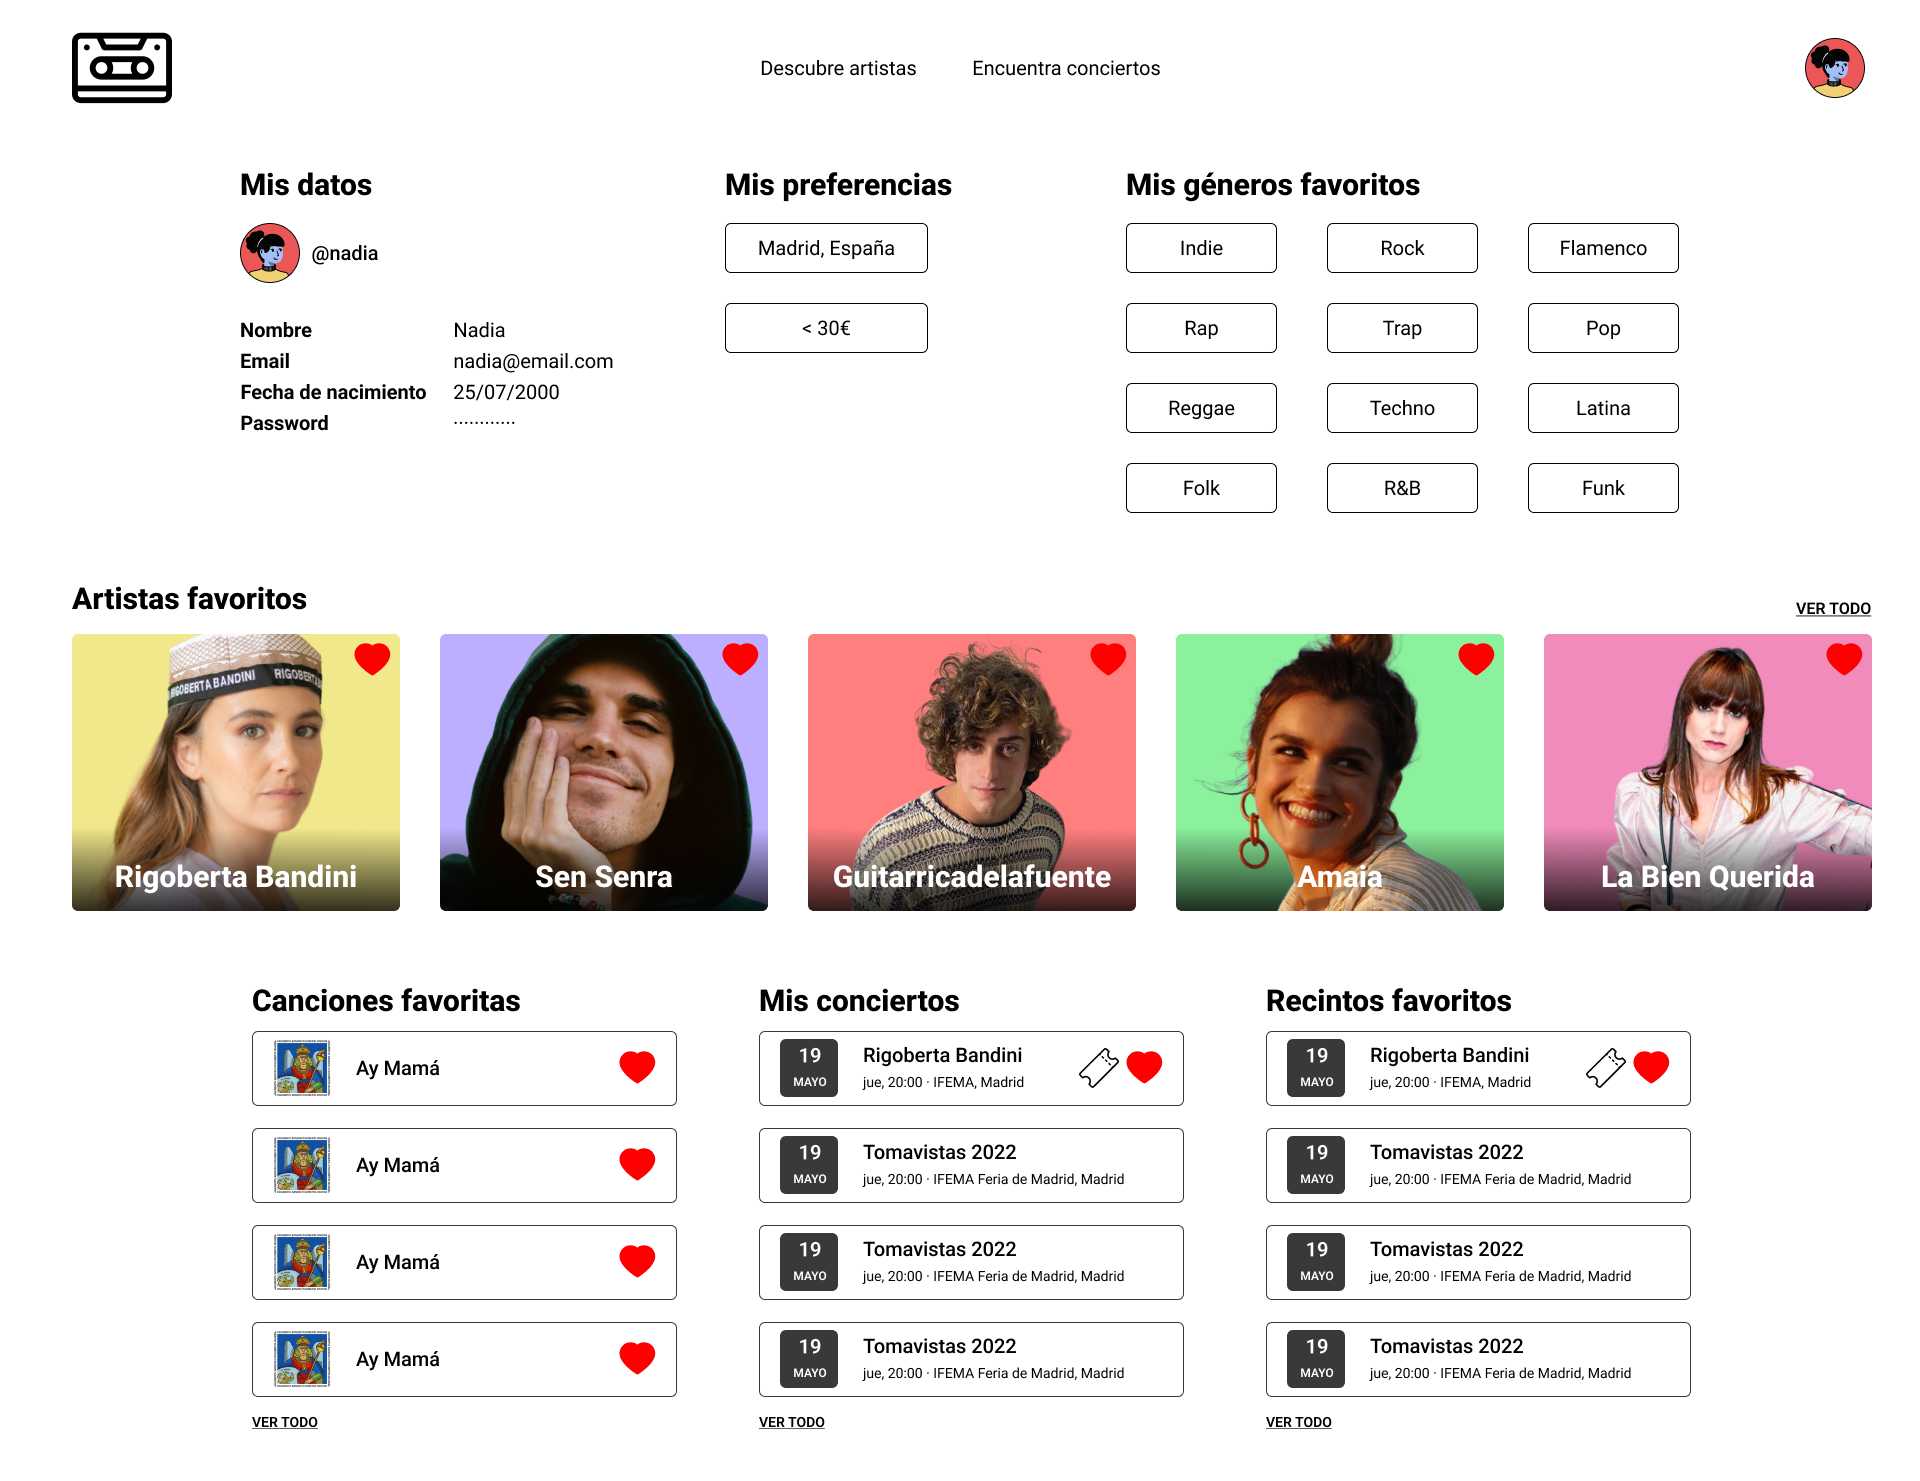 Descubre artistas
Encuentra conciertos
Mis datos
@nadia
Nombre Nadia
Email nadia@email.com
Fecha de nacimiento 25/07/2000
Password ............
Mis preferencias
Madrid, España
< 30€
Mis géneros favoritos
Indie Rock Flamenco
Rap Trap Pop
Reggae Techno Latina
Folk R&B Funk
Artistas favoritos
VER TODO
RIGOBERTA BANDINI RIGOBERTA
Rigoberta Bandini
Sen Senra
Guitarricadelafuente
Amaia
La Bien Querida
Canciones favoritas
Ay Mamá
Ay Mamá
Ay Mamá
Ay Mamá
VER TODO
Mis conciertos
19 MAYO
Rigoberta Bandini
jue, 20:00 · IFEMA, Madrid
19 MAYO
Tomavistas 2022
jue, 20:00 · IFEMA Feria de Madrid, Madrid
19 MAYO
Tomavistas 2022
jue, 20:00 · IFEMA Feria de Madrid, Madrid
19 MAYO
Tomavistas 2022
jue, 20:00 · IFEMA Feria de Madrid, Madrid
VER TODO
Recintos favoritos
19 MAYO
Rigoberta Bandini
jue, 20:00 · IFEMA, Madrid
19 MAYO
Tomavistas 2022
jue, 20:00 · IFEMA Feria de Madrid, Madrid
19 MAYO
Tomavistas 2022
jue, 20:00 · IFEMA Feria de Madrid, Madrid
19 MAYO
Tomavistas 2022
jue, 20:00 · IFEMA Feria de Madrid, Madrid
VER TODO